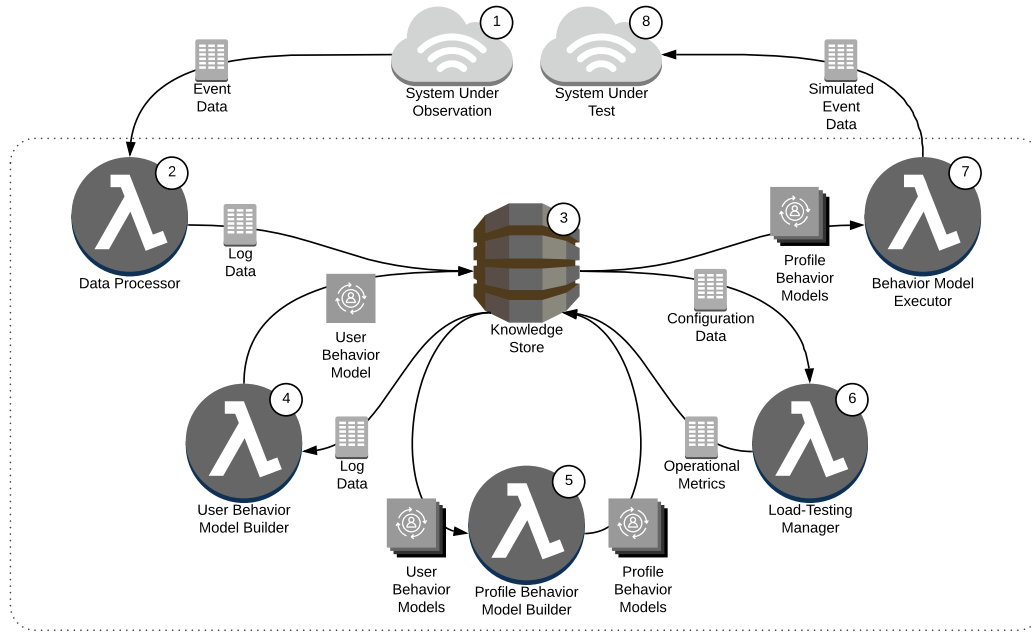 1
8
System Under
Observation
System Under
Test
Event
Data
Simulated
Event
Data
2
7
3
Log
Data
Data Processor
Profile
Behavior
Models
Behavior Model
Executor
Configuration
Data
Knowledge
Store
User
Behavior
Model
4
6
Log
Data
Operational
Metrics
5
User Behavior
Model Builder
Load-Testing
Manager
User
Behavior
Models
Profile Behavior
Model Builder
Profile
Behavior
Models